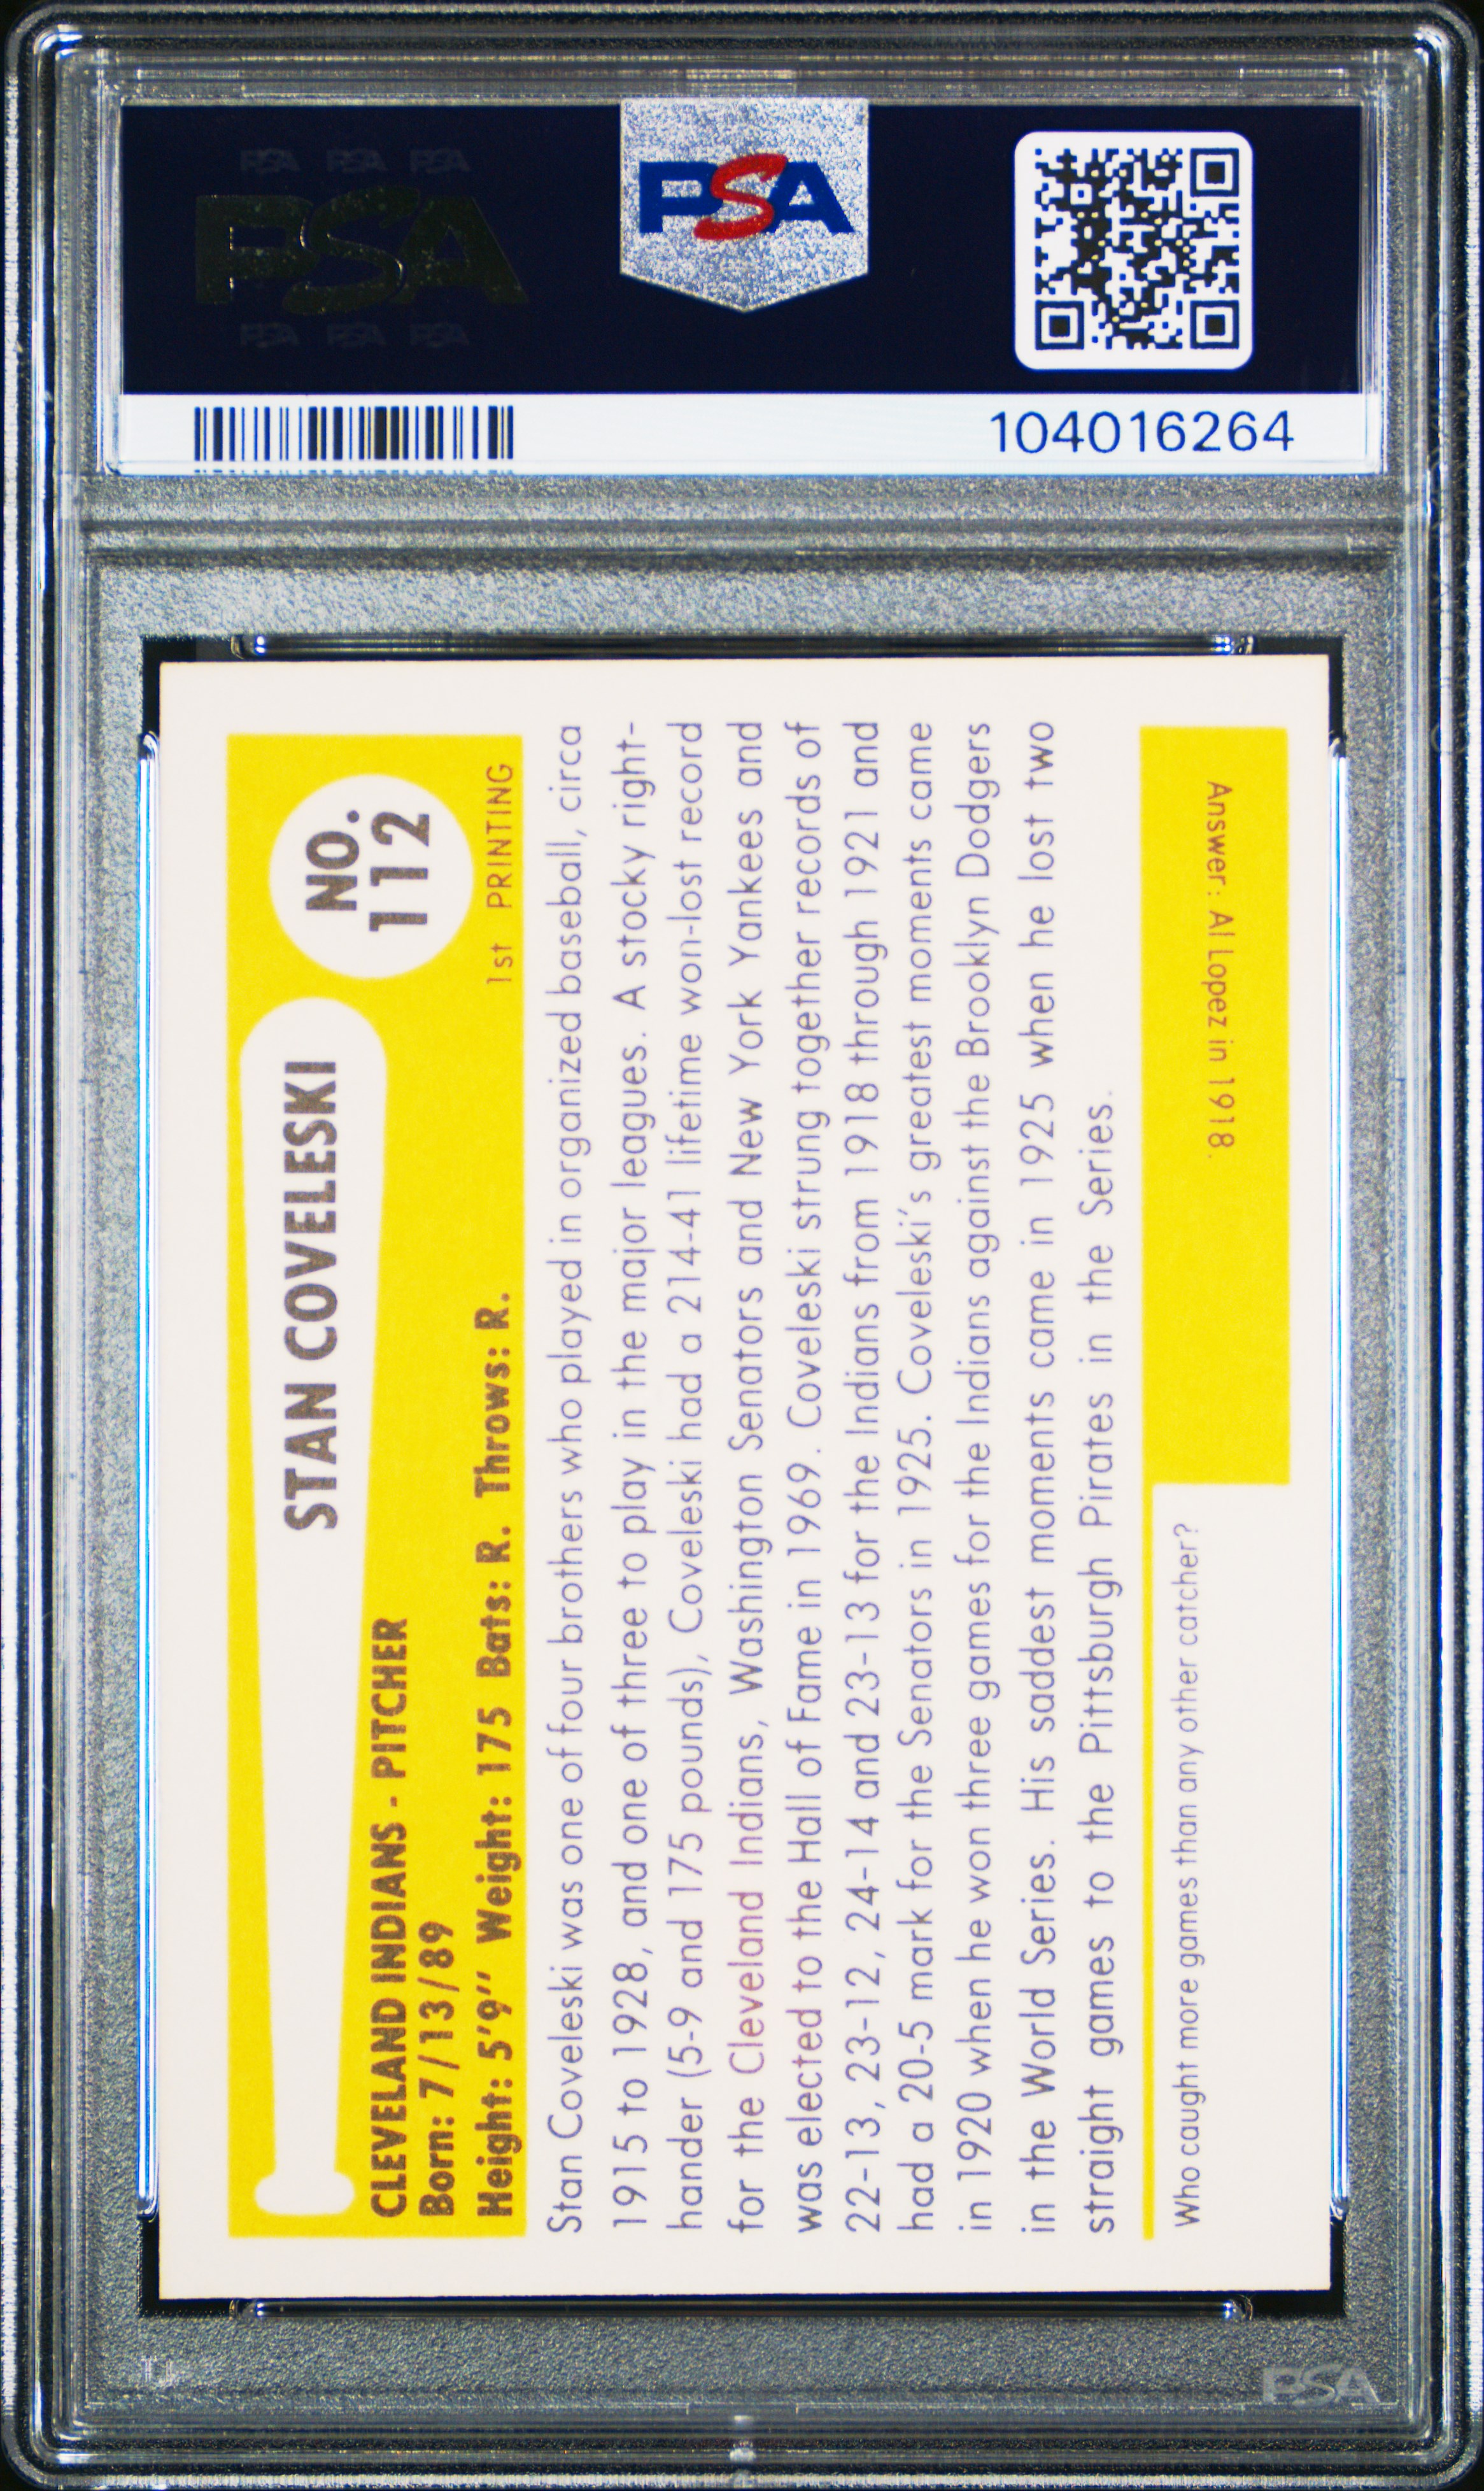 PSA PSA PSA
PSA
PSA PSA PSA
PSA
104016264
STAN COVELESKI
NO.
112
CLEVELAND INDIANS - PITCHER
Born: 7/13/89
Height: 5'9'' Weight: 175 Bats: R. Throws: R.
1st PRINTING
Stan Coveleski was one of four brothers who played in organized baseball, circa
1915 to 1928, and one of three to play in the major leagues. A stocky right-
hander (5-9 and 175 pounds), Coveleski had a 214-41 lifetime won-lost record
for the Cleveland Indians, Washington Senators and New York Yankees and
was elected to the Hall of Fame in 1969. Coveleski strung together records of
22-13, 23-12, 24-14 and 23-13 for the Indians from 1918 through 1921 and
had a 20-5 mark for the Senators in 1925. Coveleski's greatest moments came
in 1920 when he won three games for the Indians against the Brooklyn Dodgers
in the World Series. His saddest moments came in 1925 when he lost two
straight games to the Pittsburgh Pirates in the Series.
Who caught more games than any other catcher?
Answer: Al Lopez in 1918.
PSA